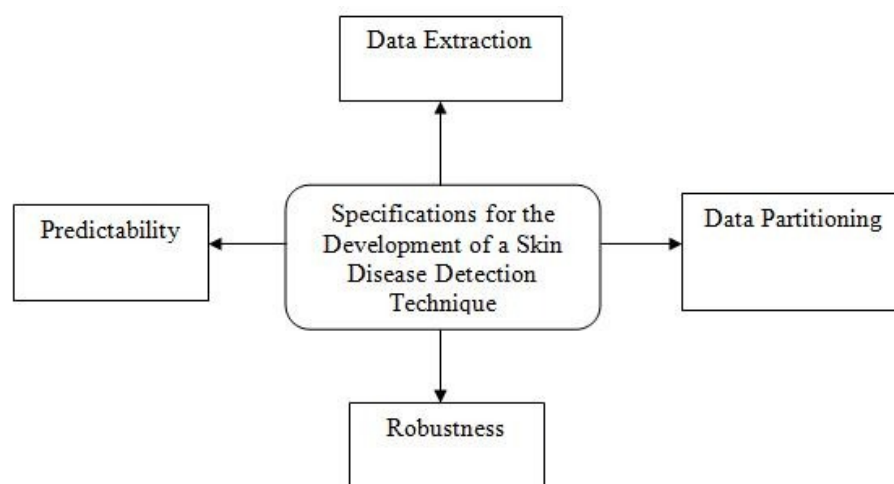 Data Extraction
Predictability
Specifications for the
Development of a Skin
Disease Detection
Technique
Data Partitioning
Robustness